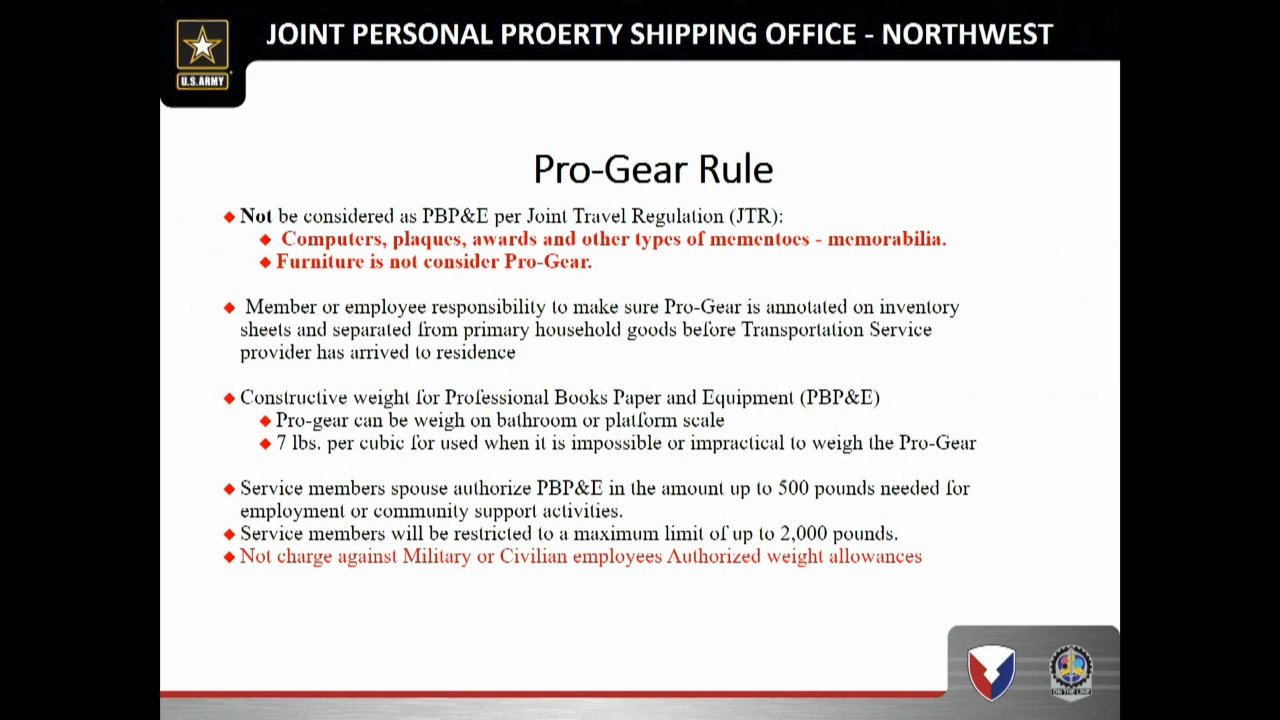 JOINT PERSONAL PROERTY SHIPPING OFFICE - NORTHWEST
U.S.ARMY
Pro-Gear Rule
Not be considered as PBP&E per Joint Travel Regulation (JTR):
Computers, plaques, awards and other types of mementoes - memorabilia.
Furniture is not consider Pro-Gear.
Member or employee responsibility to make sure Pro-Gear is annotated on inventory
sheets and separated from primary household goods before Transportation Service
provider has arrived to residence
Constructive weight for Professional Books Paper and Equipment (PBP&E)
Pro-gear can be weigh on bathroom or platform scale
7 lbs. per cubic for used when it is impossible or impractical to weigh the Pro-Gear
Service members spouse authorize PBP&E in the amount up to 500 pounds needed for
employment or community support activities.
Service members will be restricted to a maximum limit of up to 2,000 pounds.
Not charge against Military or Civilian employees Authorized weight allowances
ON THE LINE